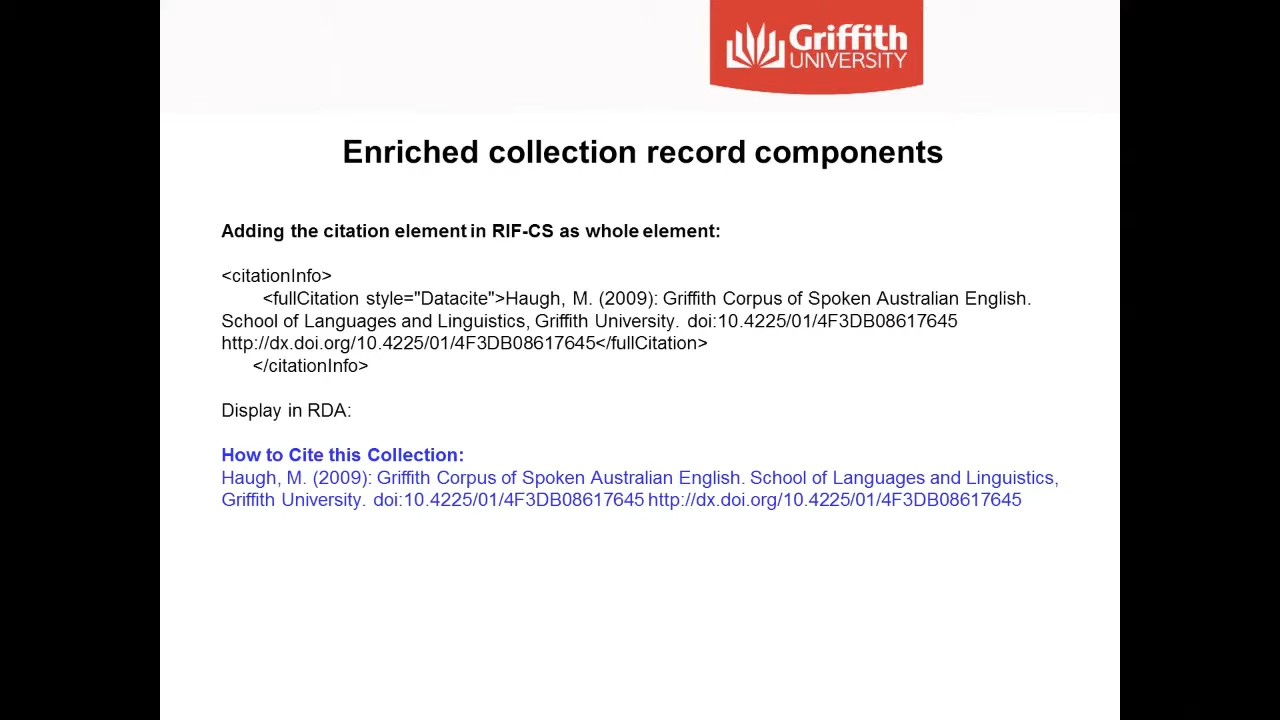 Griffith
UNIVERSITY
Enriched collection record components
Adding the citation element in RIF-CS as whole element:
<citationInfo>
<fullCitation style="Datacite">Haugh, M. (2009): Griffith Corpus of Spoken Australian English.
School of Languages and Linguistics, Griffith University. doi:10.4225/01/4F3DB08617645
http://dx.doi.org/10.4225/01/4F3DB08617645</fullCitation>
</citationInfo>
Display in RDA:
How to Cite this Collection:
Haugh, M. (2009): Griffith Corpus of Spoken Australian English. School of Languages and Linguistics,
Griffith University. doi:10.4225/01/4F3DB08617645 http://dx.doi.org/10.4225/01/4F3DB08617645